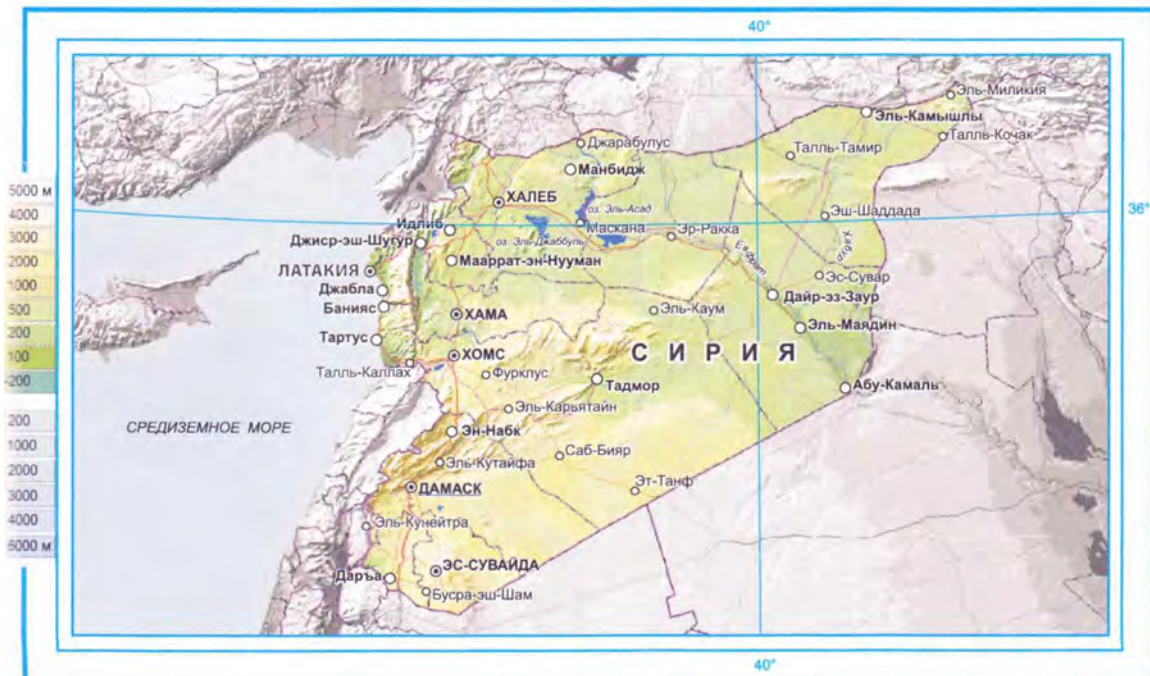 40°
Эль-Миликия
Эль-Камышлы
Талль-Кочак
Джарабулус
Талль-Тамир
Манбидж
5000 м
4000
3000
2000
1000
500
200
100
-200
200
1000
2000
3000
4000
6000 м
ХАЛЕБ
36°
оз. Эль-Асад
Эш-Шаддада
Идлиб
Маскана
Эр-Ракка
Джиср-эш-Шугур
оз. Эль-Джаббуль
Евфрат
Хабур
Мааррат-эн-Нууман
ЛАТАКИЯ
Эс-Сувар
Джабла
Дайр-эз-Заур
Банияс
ХАМА
Эль-Каум
Эль-Маядин
Тартус
ХОМС
СИРИЯ
Талль-Каллах
Фурклус
Тадмор
Абу-Камаль
Эль-Карьятайн
СРЕДИЗЕМНОЕ МОРЕ
Эн-Набк
Эль-Кутайфа
Саб-Бияр
ДАМАСК
Эт-Танф
Эль-Кунейтра
ЭС-СУВАЙДА
Даръа
Бусра-эш-Шам
40°